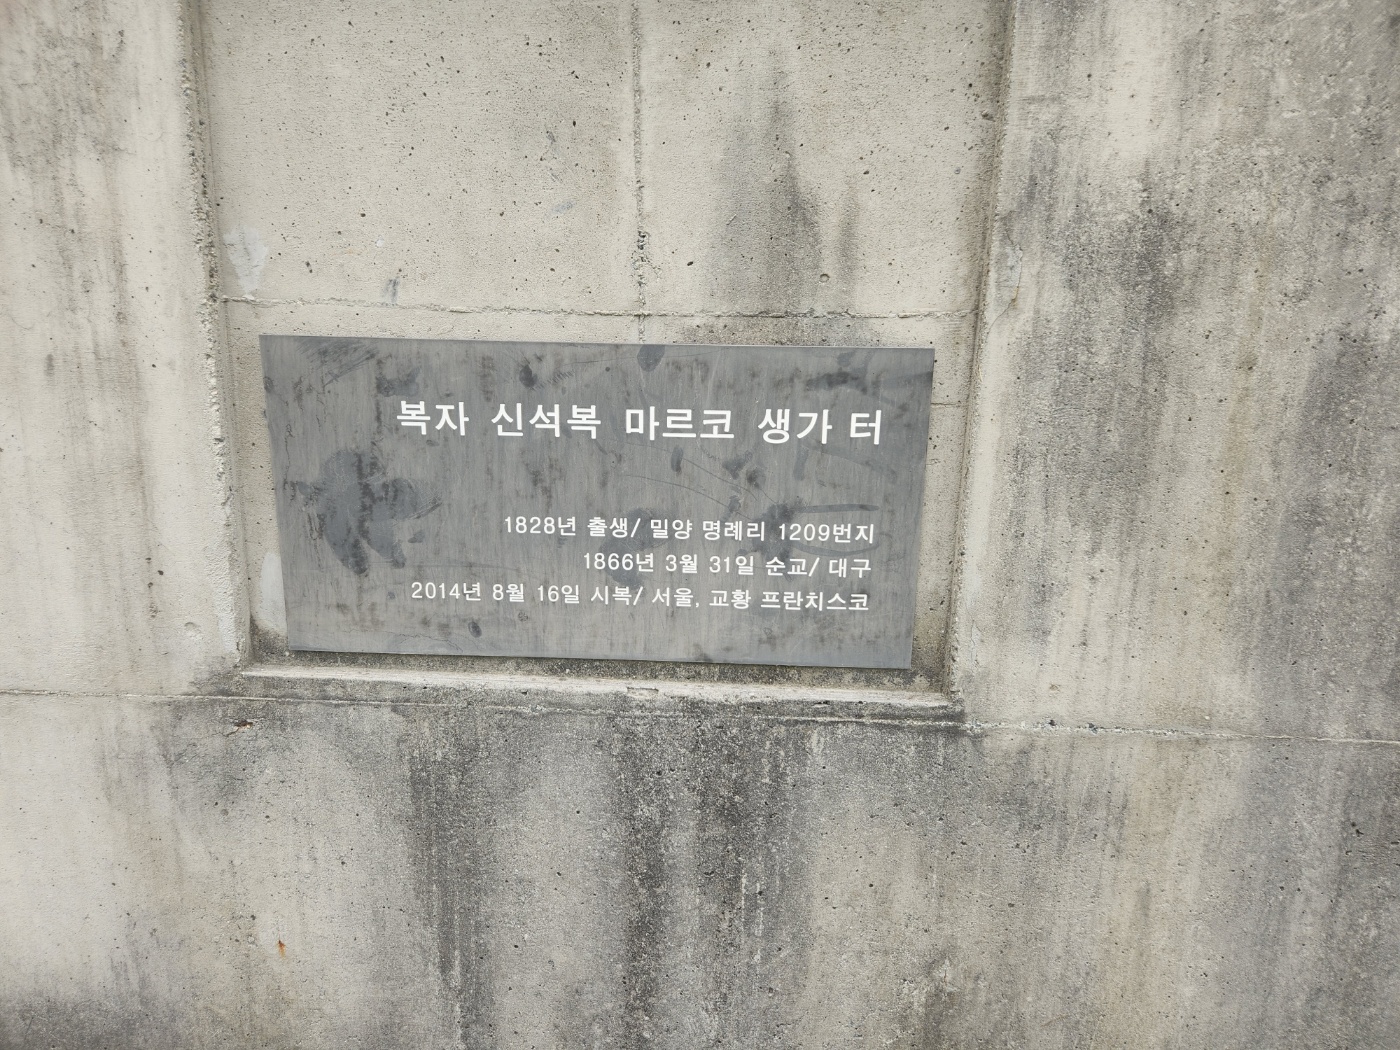 복자 신석복 마르코 생가 터
1828년 출생/ 밀양 명례리 1209번지
1866년 3월 31일 순교/ 대구
2014년 8월 16일 시복/ 서울, 교황 프란치스코